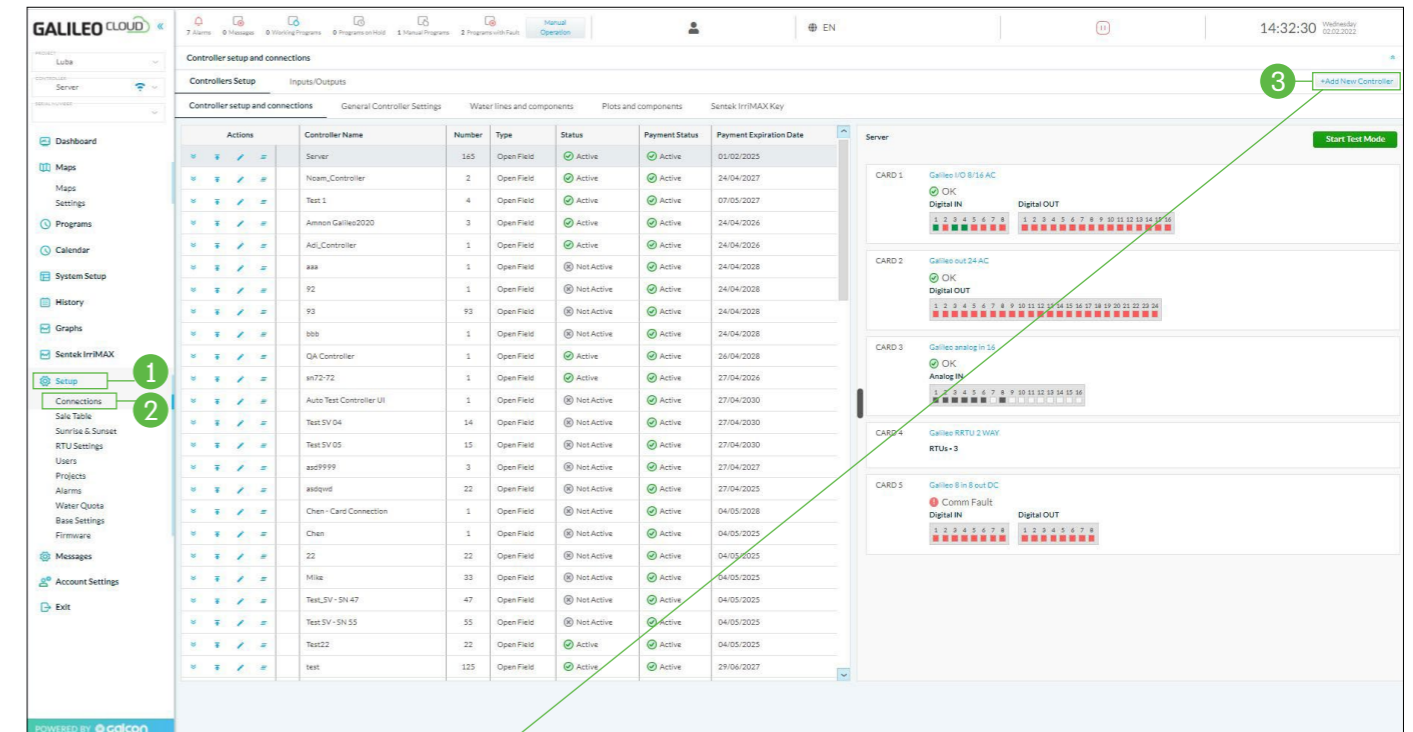 GALILEO CLOUD «
7 Alarms 0 Messages 0 Working Programs 0 Programs on Hold 1 Manual Programs 2 Programs with Fault Manual Operation EN 14:32:30 Wednesday 02.02.2022
PROJECT
Luba
CONTROLLER
Server
SERIAL NUMBER
Dashboard
Maps
Maps
Settings
Programs
Calendar
System Setup
History
Graphs
Sentek IrriMAX
Setup 1
Connections 2
Sale Table
Sunrise & Sunset
RTU Settings
Users
Projects
Alarms
Water Quota
Base Settings
Firmware
Messages
Account Settings
Exit
POWERED BY galcon
Controller setup and connections
Controllers Setup Inputs/Outputs 3 +Add New Controller
Controller setup and connections General Controller Settings Water lines and components Plots and components Sentek IrriMAX Key
Actions Controller Name Number Type Status Payment Status Payment Expiration Date
Server 165 Open Field Active Active 01/02/2025
Noam_Controller 2 Open Field Active Active 24/04/2027
Test 1 4 Open Field Active Active 07/05/2027
Amnon Galileo2020 3 Open Field Active Active 24/04/2026
Adi_Controller 1 Open Field Active Active 24/04/2026
aaa 1 Open Field Not Active Active 24/04/2028
92 1 Open Field Not Active Active 24/04/2028
93 93 Open Field Not Active Active 24/04/2028
bbb 1 Open Field Not Active Active 24/04/2028
QA Controller 1 Open Field Active Active 26/04/2028
sn72-72 1 Open Field Active Active 27/04/2026
Auto Test Controller UI 1 Open Field Not Active Active 27/04/2030
Test SV 04 14 Open Field Not Active Active 27/04/2030
Test SV 05 15 Open Field Not Active Active 27/04/2030
asd9999 3 Open Field Not Active Active 27/04/2027
asdqwd 22 Open Field Not Active Active 27/04/2025
Chen - Card Connection 1 Open Field Not Active Active 04/05/2028
Chen 1 Open Field Not Active Active 04/05/2025
22 22 Open Field Not Active Active 04/05/2025
Mike 33 Open Field Not Active Active 04/05/2025
Test_SV - SN 47 47 Open Field Not Active Active 04/05/2025
Test SV - SN 55 55 Open Field Not Active Active 04/05/2025
Test22 22 Open Field Active Active 04/05/2025
test 125 Open Field Active Active 29/06/2027
Server Start Test Mode
CARD 1 Galileo I/O 8/16 AC
OK
Digital IN Digital OUT
1 2 3 4 5 6 7 8 1 2 3 4 5 6 7 8 9 10 11 12 13 14 15 16
CARD 2 Galileo out 24 AC
OK
Digital OUT
1 2 3 4 5 6 7 8 9 10 11 12 13 14 15 16 17 18 19 20 21 22 23 24
CARD 3 Galileo analog in 16
OK
Analog IN
1 2 3 4 5 6 7 8 9 10 11 12 13 14 15 16
CARD 4 Galileo RRTU 2 WAY
RTUs - 3
CARD 5 Galileo 8 in 8 out DC
Comm Fault
Digital IN Digital OUT
1 2 3 4 5 6 7 8 1 2 3 4 5 6 7 8